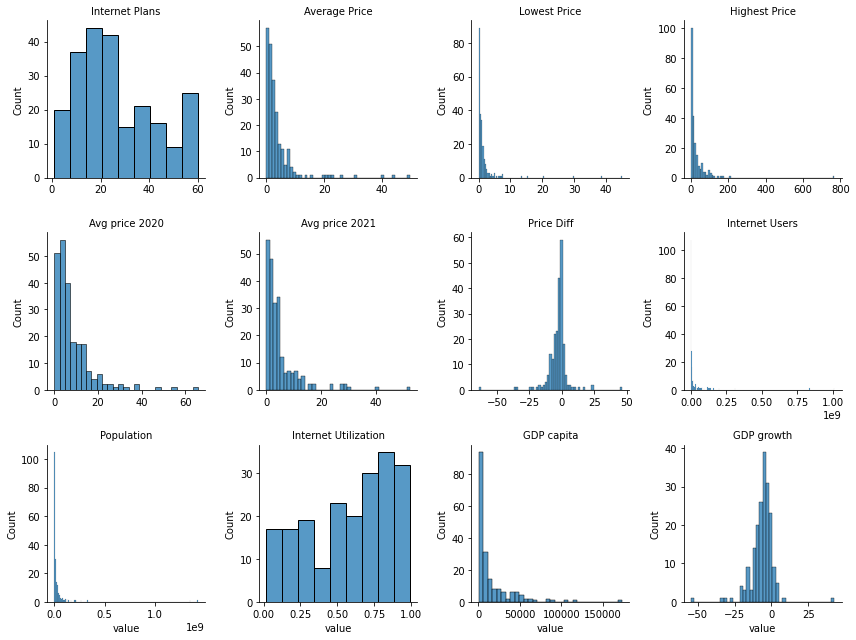 Internet Plans
Count
40
30
20
10
0
0 20 40 60
Average Price
Count
50
40
30
20
10
0
0 20 40
Lowest Price
Count
80
60
40
20
0
0 10 20 30 40
Highest Price
Count
100
80
60
40
20
0
0 200 400 600 800
Avg price 2020
Count
50
40
30
20
10
0
0 20 40 60
Avg price 2021
Count
50
40
30
20
10
0
0 20 40
Price Diff
Count
60
50
40
30
20
10
0
−50 −25 0 25 50
Internet Users
Count
100
80
60
40
20
0
0.00 0.25 0.50 0.75 1.00
1e9
Population
Count
100
80
60
40
20
0
0.0 0.5 1.0
1e9
value
Internet Utilization
Count
30
20
10
0
0.00 0.25 0.50 0.75 1.00
value
GDP capita
Count
80
60
40
20
0
0 50000 100000 150000
value
GDP growth
Count
40
30
20
10
0
−50 −25 0 25
value